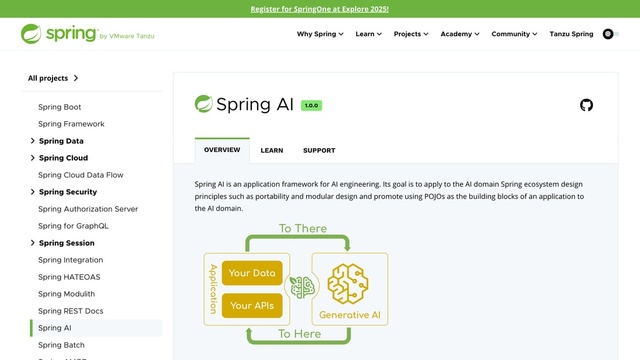 Register for SpringOne at Explore 2025!
spring by VMware Tanzu
Why Spring Learn Projects Academy Community Tanzu Spring
All projects
Spring Boot
Spring Framework
Spring Data
Spring Cloud
Spring Cloud Data Flow
Spring Security
Spring Authorization Server
Spring for GraphQL
Spring Session
Spring Integration
Spring HATEOAS
Spring Modulith
Spring REST Docs
Spring AI
Spring Batch
Spring AI 1.0.0
OVERVIEW LEARN SUPPORT
Spring AI is an application framework for AI engineering. Its goal is to apply to the AI domain Spring ecosystem design
principles such as portability and modular design and promote using POJOs as the building blocks of an application to
the AI domain.
To There
Application
Your Data
Your APIs
Generative AI
To Here